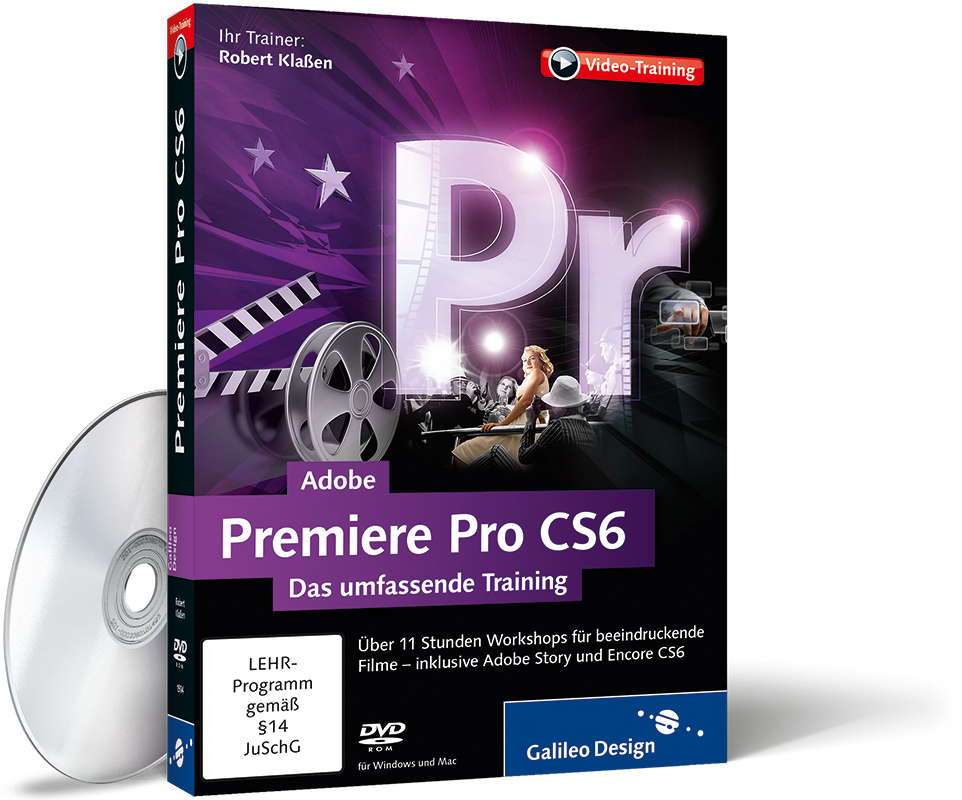 Ihr Trainer:
Robert Klaßen
Video-Training
Pr
Adobe
Premiere Pro CS6
Das umfassende Training
Über 11 Stunden Workshops für beeindruckende
Filme – inklusive Adobe Story und Encore CS6
LEHR-
Programm
gemäß
§14
JuSchG
DVD
ROM
für Windows und Mac
Galileo Design
Video-Training
Premiere Pro CS6
Galileo
Design
Robert
Klaßen
DVD
ROM